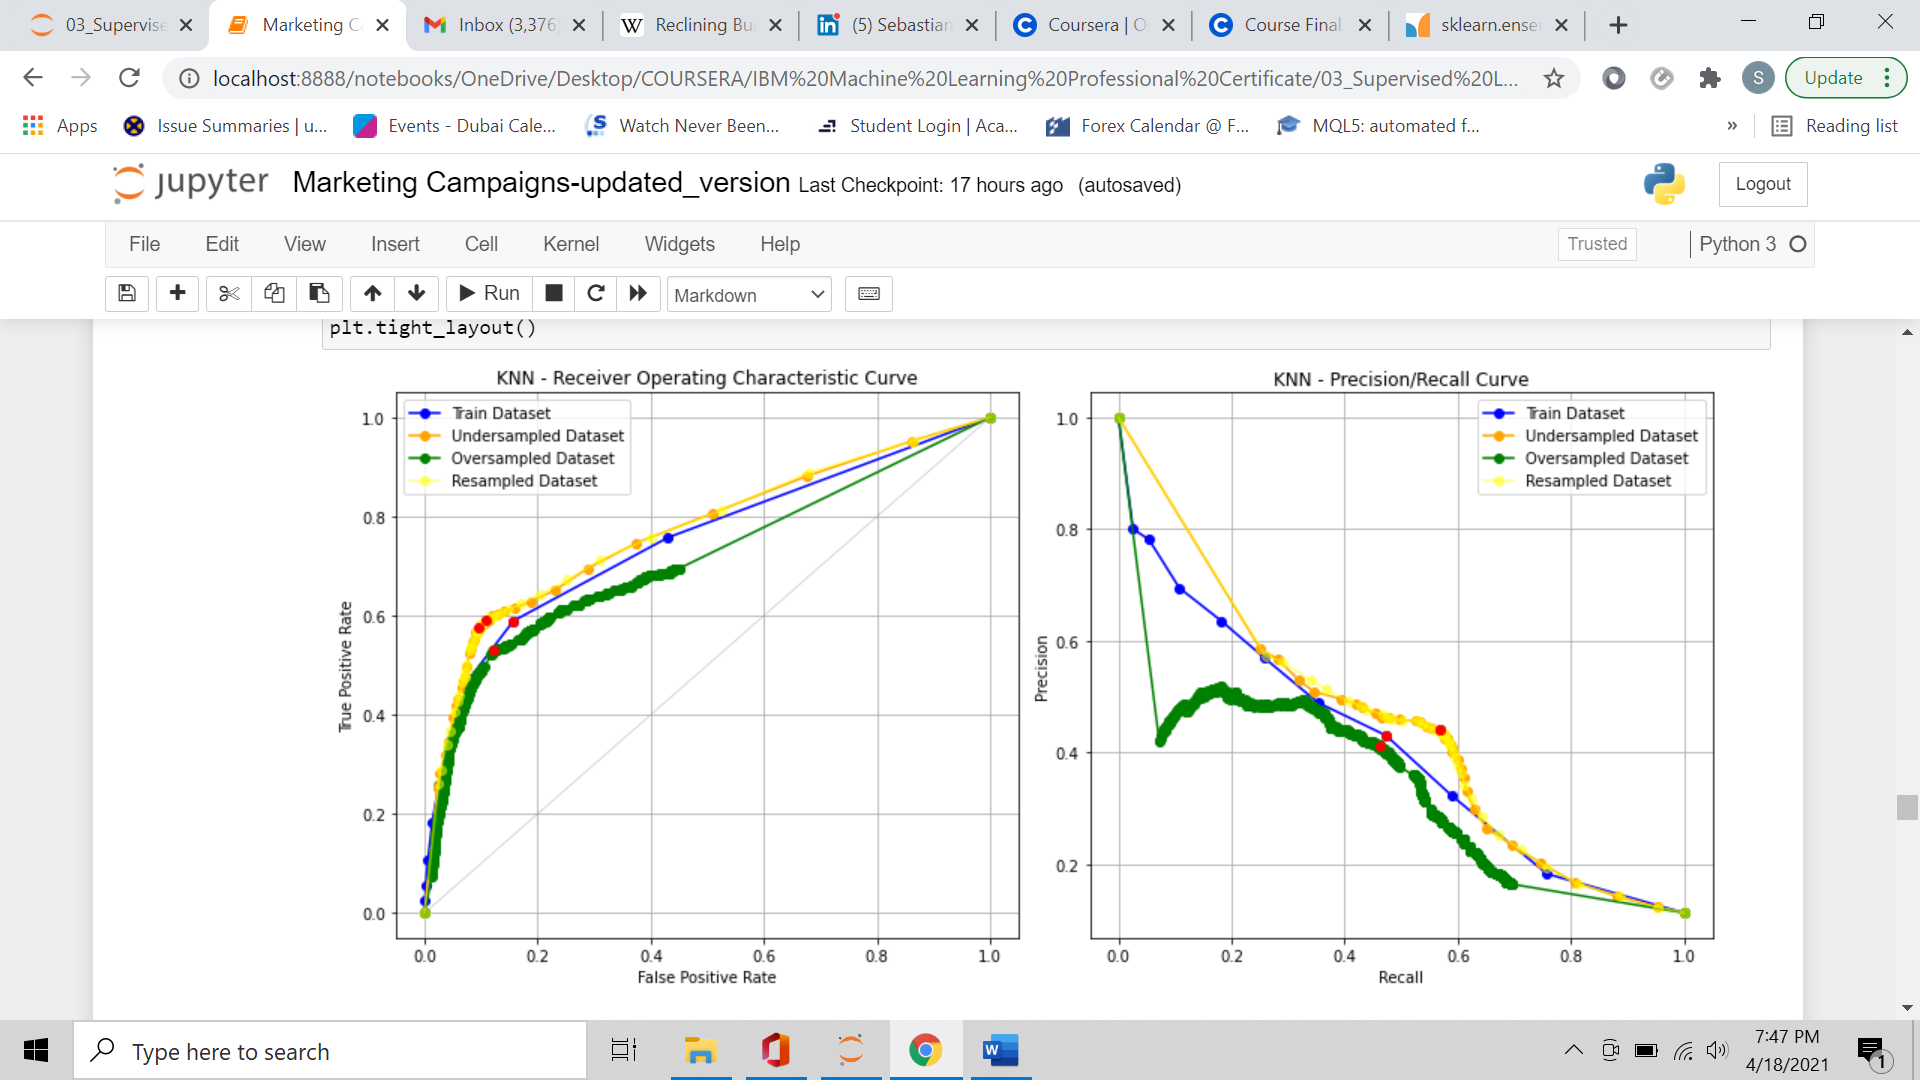 03_Supervise
Marketing C
Inbox (3,376
Reclining Bu
(5) Sebastian
Coursera | O
Course Final
sklearn.ense
localhost:8888/notebooks/OneDrive/Desktop/COURSERA/IBM%20Machine%20Learning%20Professional%20Certificate/03_Supervised%20L...
S
Update
Apps
Issue Summaries | u...
Events - Dubai Cale...
Watch Never Been...
Student Login | Aca...
Forex Calendar @ F...
MQL5: automated f...
»
Reading list
jupyter
Marketing Campaigns-updated_version Last Checkpoint: 17 hours ago (autosaved)
Logout
File Edit View Insert Cell Kernel Widgets Help
Trusted
Python 3
Run
Markdown
plt.tight_layout()
KNN - Receiver Operating Characteristic Curve
Train Dataset
Undersampled Dataset
Oversampled Dataset
Resampled Dataset
1.0
0.8
0.6
0.4
0.2
0.0
True Positive Rate
0.0 0.2 0.4 0.6 0.8 1.0
False Positive Rate
KNN - Precision/Recall Curve
Train Dataset
Undersampled Dataset
Oversampled Dataset
Resampled Dataset
1.0
0.8
0.6
0.4
0.2
Precision
0.0 0.2 0.4 0.6 0.8 1.0
Recall
Type here to search
W
7:47 PM
4/18/2021
1